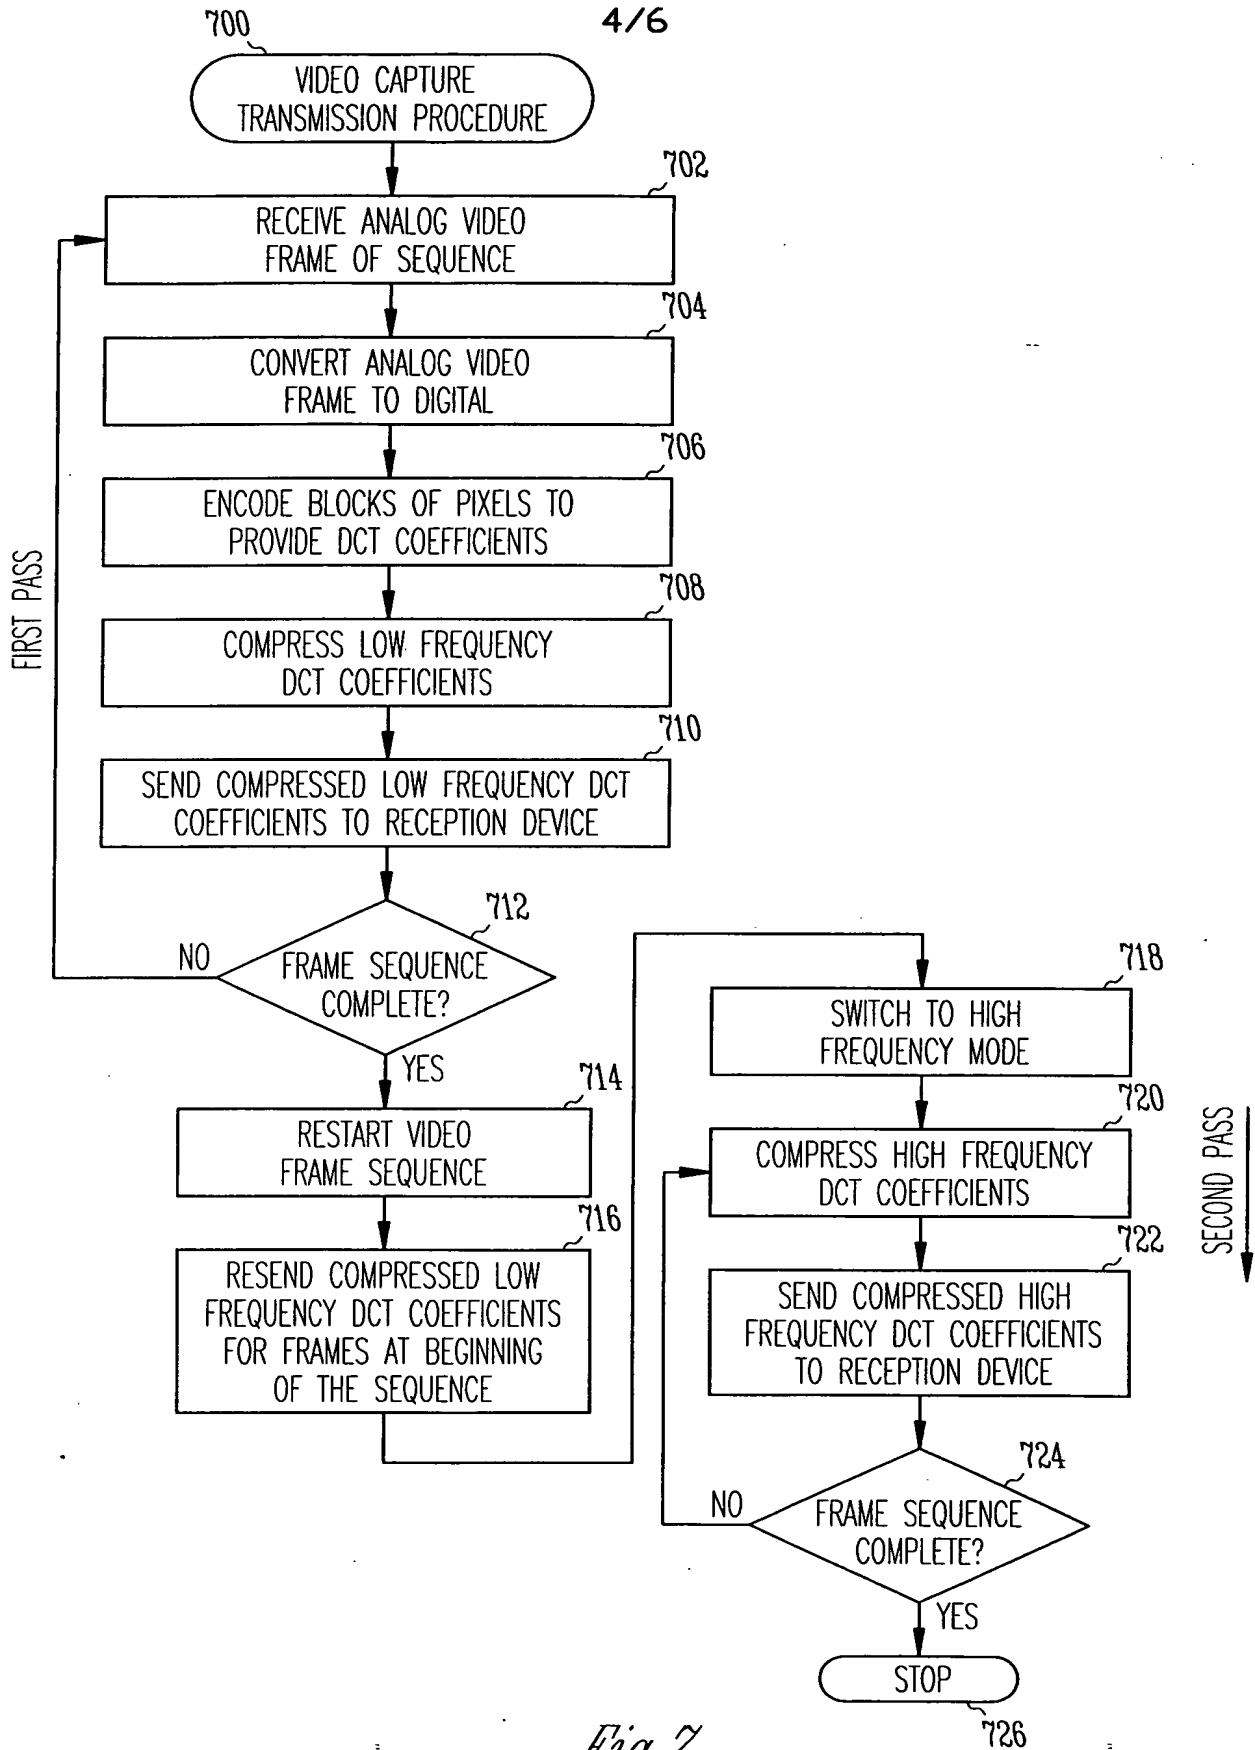 4/6
700
VIDEO CAPTURE
TRANSMISSION PROCEDURE
702
RECEIVE ANALOG VIDEO
FRAME OF SEQUENCE
704
CONVERT ANALOG VIDEO
FRAME TO DIGITAL
706
ENCODE BLOCKS OF PIXELS TO
PROVIDE DCT COEFFICIENTS
708
COMPRESS LOW FREQUENCY
DCT COEFFICIENTS
710
SEND COMPRESSED LOW FREQUENCY DCT
COEFFICIENTS TO RECEPTION DEVICE
FIRST PASS
712
FRAME SEQUENCE
COMPLETE?
NO
YES
714
RESTART VIDEO
FRAME SEQUENCE
716
RESEND COMPRESSED LOW
FREQUENCY DCT COEFFICIENTS
FOR FRAMES AT BEGINNING
OF THE SEQUENCE
718
SWITCH TO HIGH
FREQUENCY MODE
720
COMPRESS HIGH FREQUENCY
DCT COEFFICIENTS
722
SEND COMPRESSED HIGH
FREQUENCY DCT COEFFICIENTS
TO RECEPTION DEVICE
SECOND PASS
724
FRAME SEQUENCE
COMPLETE?
NO
YES
STOP
726
Fig. 7